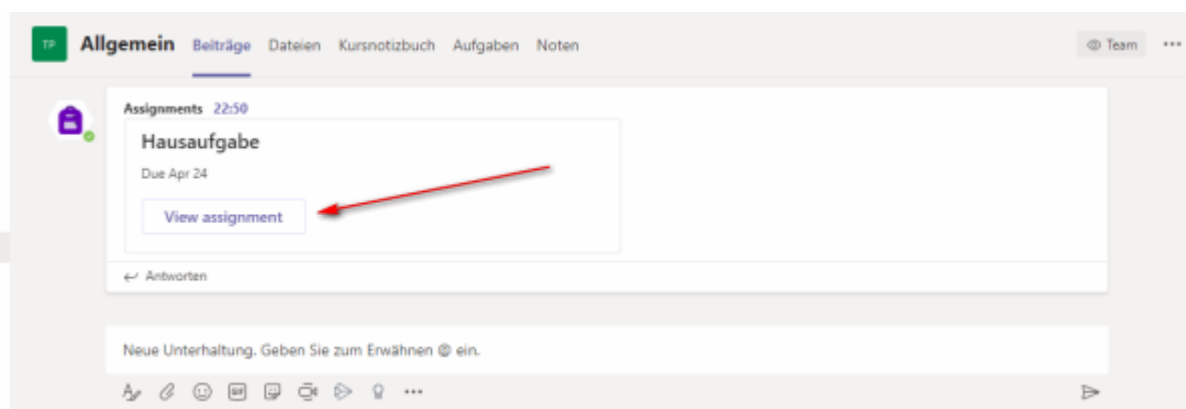 TP Allgemein Beiträge Dateien Kursnotizbuch Aufgaben Noten Team
Assignments 22:50
Hausaufgabe
Due Apr 24
View assignment
Antworten
Neue Unterhaltung. Geben Sie zum Erwähnen @ ein.
GIF